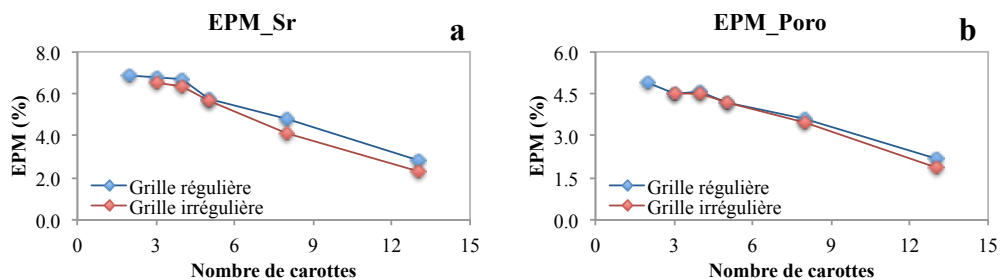 EPM_Sr
a
8.0
6.0
4.0
2.0
0.0
EPM (%)
Grille régulière
Grille irrégulière
0
3
6
9
12
15
Nombre de carottes
EPM_Poro
b
6.0
4.5
3.0
1.5
0.0
EPM (%)
Grille régulière
Grille irrégulière
0
3
6
9
12
15
Nombre de carottes